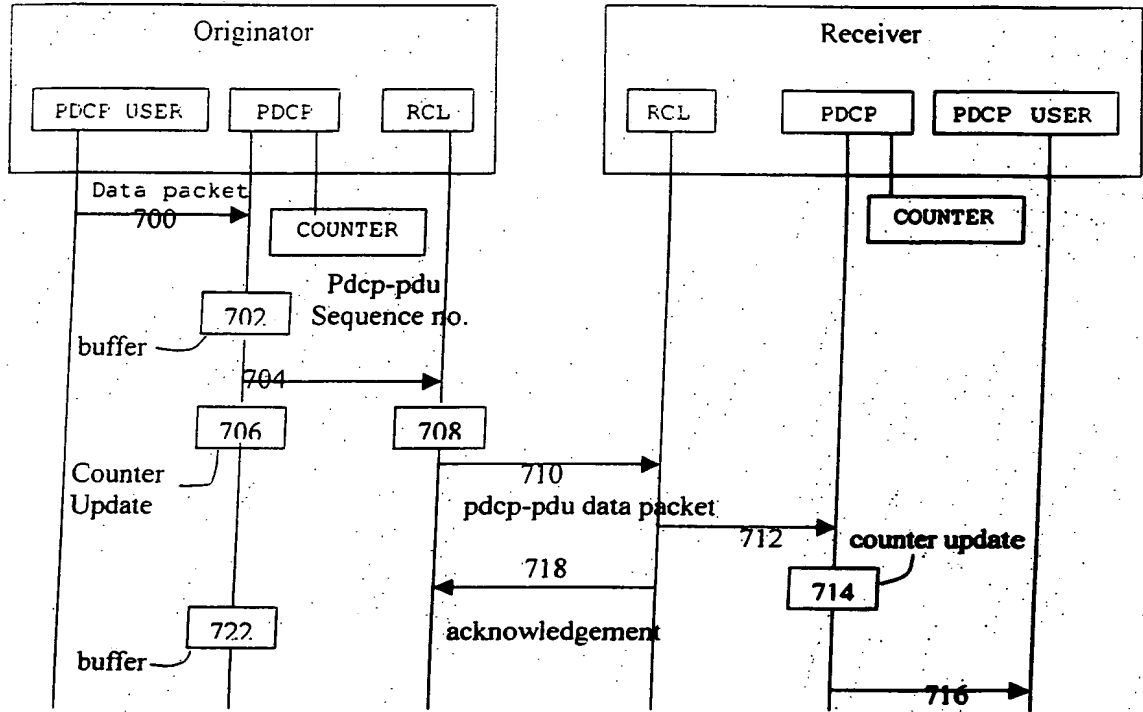 Originator
Receiver
PDCP USER
PDCP
RCL
RCL
PDCP
PDCP USER
Data packet
700
COUNTER
COUNTER
Pdcp-pdu
Sequence no.
702
buffer
704
706
708
Counter
Update
710
pdcp-pdu data packet
712
counter update
718
714
722
acknowledgement
buffer
716